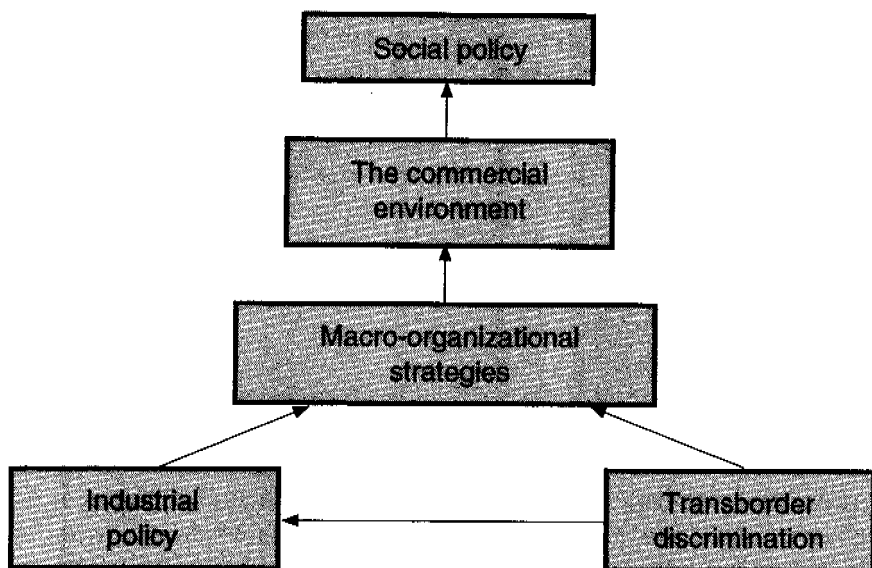 Social policy
The commercial
environment
Macro-organizational
strategies
Industrial
policy
Transborder
discrimination